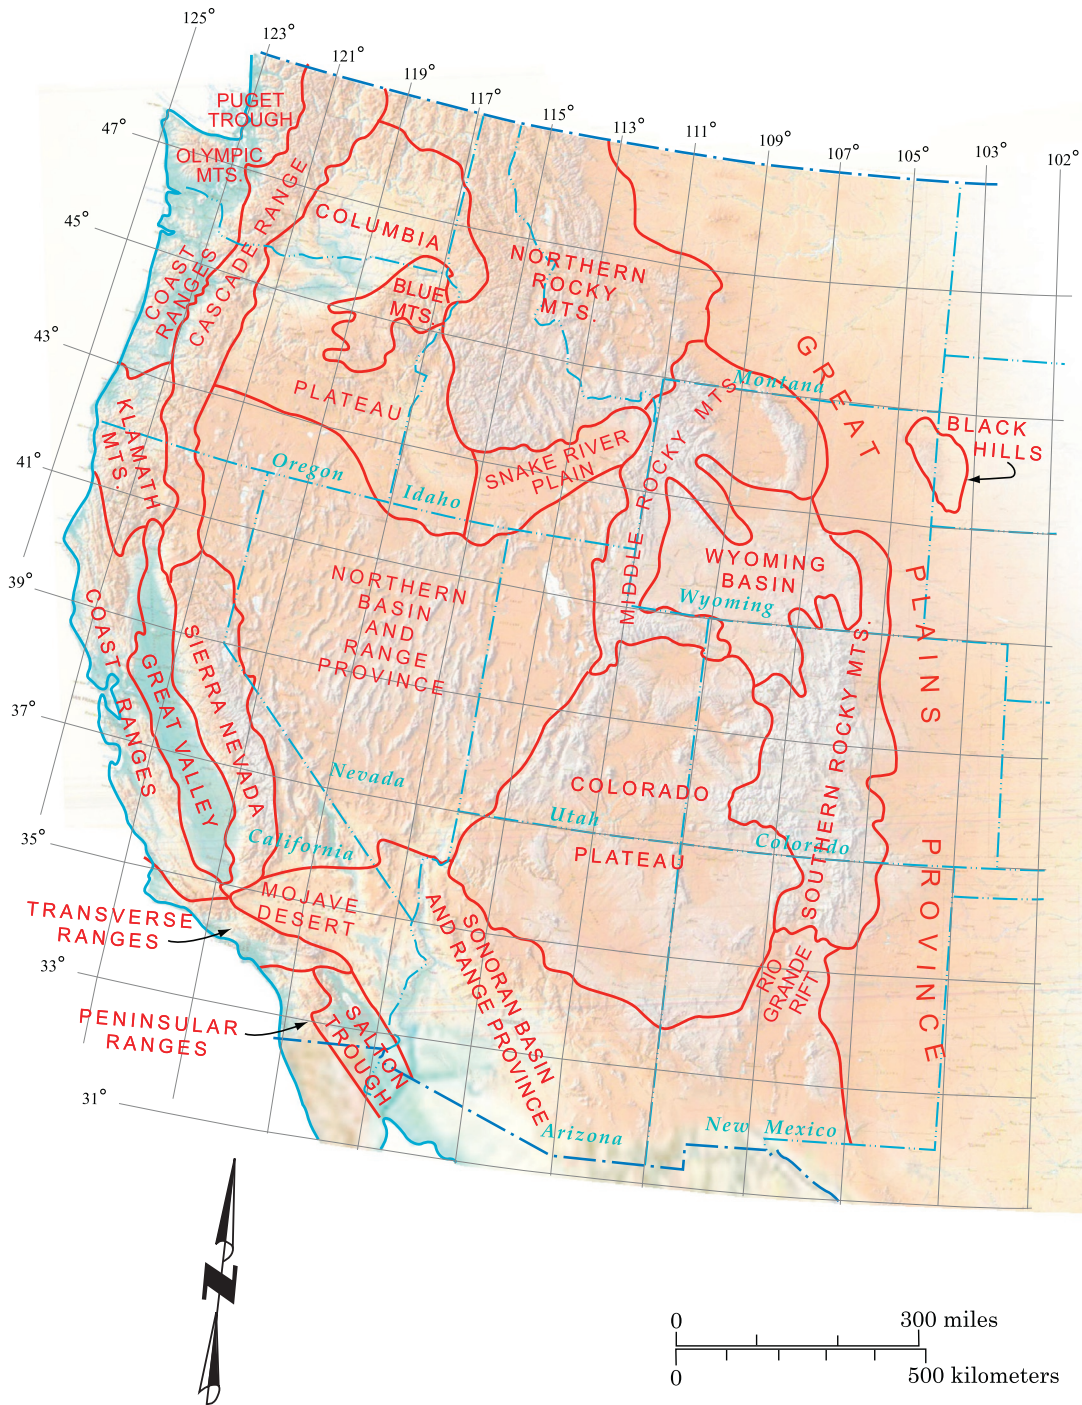 125°
123°
121°
119°
117°
115°
113°
111°
109°
107°
105°
103°
102°
47°
45°
43°
41°
39°
37°
35°
33°
31°
PUGET
TROUGH
OLYMPIC
MTS.
COAST
RANGES
CASCADE RANGE
COLUMBIA
PLATEAU
BLUE
MTS.
NORTHERN
ROCKY
MTS.
GREAT PLAINS PROVINCE
Montana
BLACK
HILLS
KLAMATH
MTS.
Oregon
Idaho
SNAKE RIVER
PLAIN
MIDDLE ROCKY MTS.
WYOMING
BASIN
Wyoming
NORTHERN
BASIN
AND
RANGE
PROVINCE
COAST RANGES
GREAT VALLEY
SIERRA NEVADA
Nevada
California
COLORADO
Utah
PLATEAU
SOUTHERN ROCKY MTS.
Colorado
MOJAVE
DESERT
TRANSVERSE
RANGES
SONORAN BASIN
AND RANGE PROVINCE
RIO
GRANDE
RIFT
PENINSULAR
RANGES
SALTON
TROUGH
Arizona
New Mexico
N
0 300 miles
0 500 kilometers